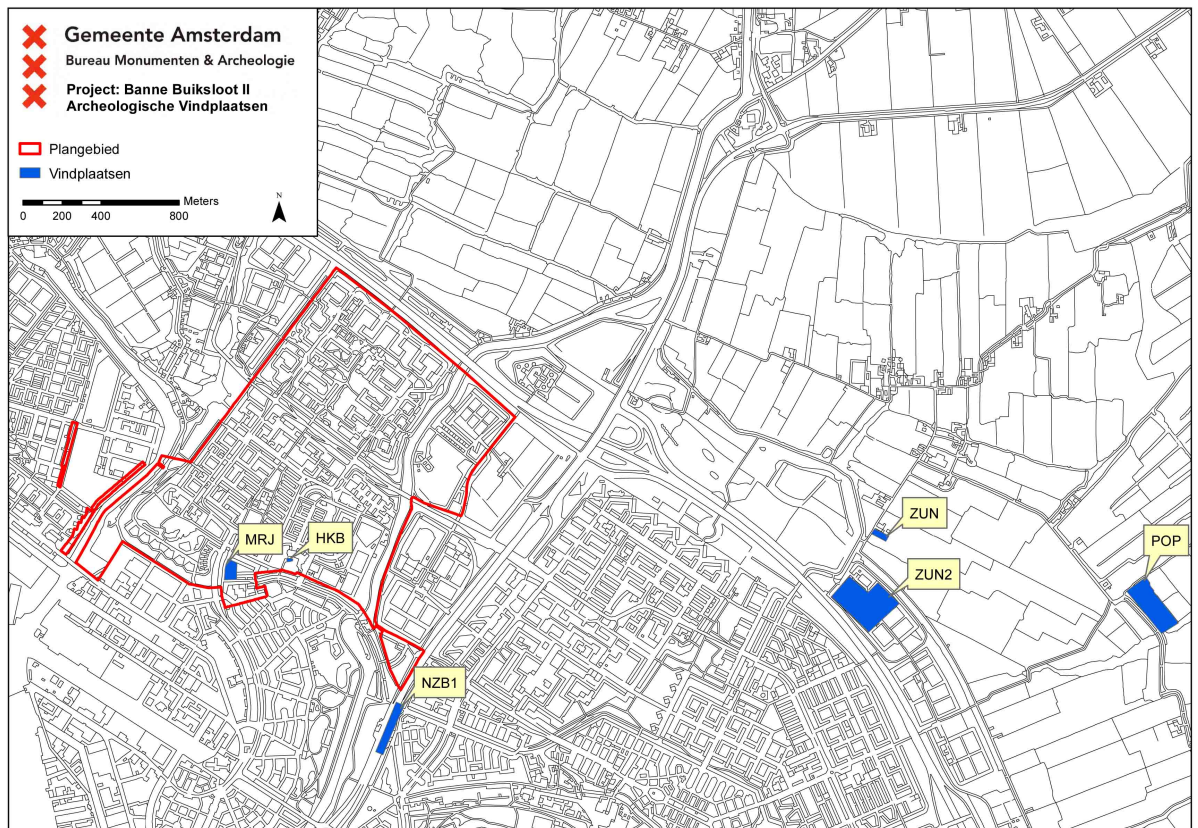 Gemeente Amsterdam
Bureau Monumenten & Archeologie
Project: Banne Buiksloot II
Archeologische Vindplaatsen
Plangebied
Vindplaatsen
Meters
0 200 400 800
N
ZUN
MRJ
HKB
POP
ZUN2
NZB1